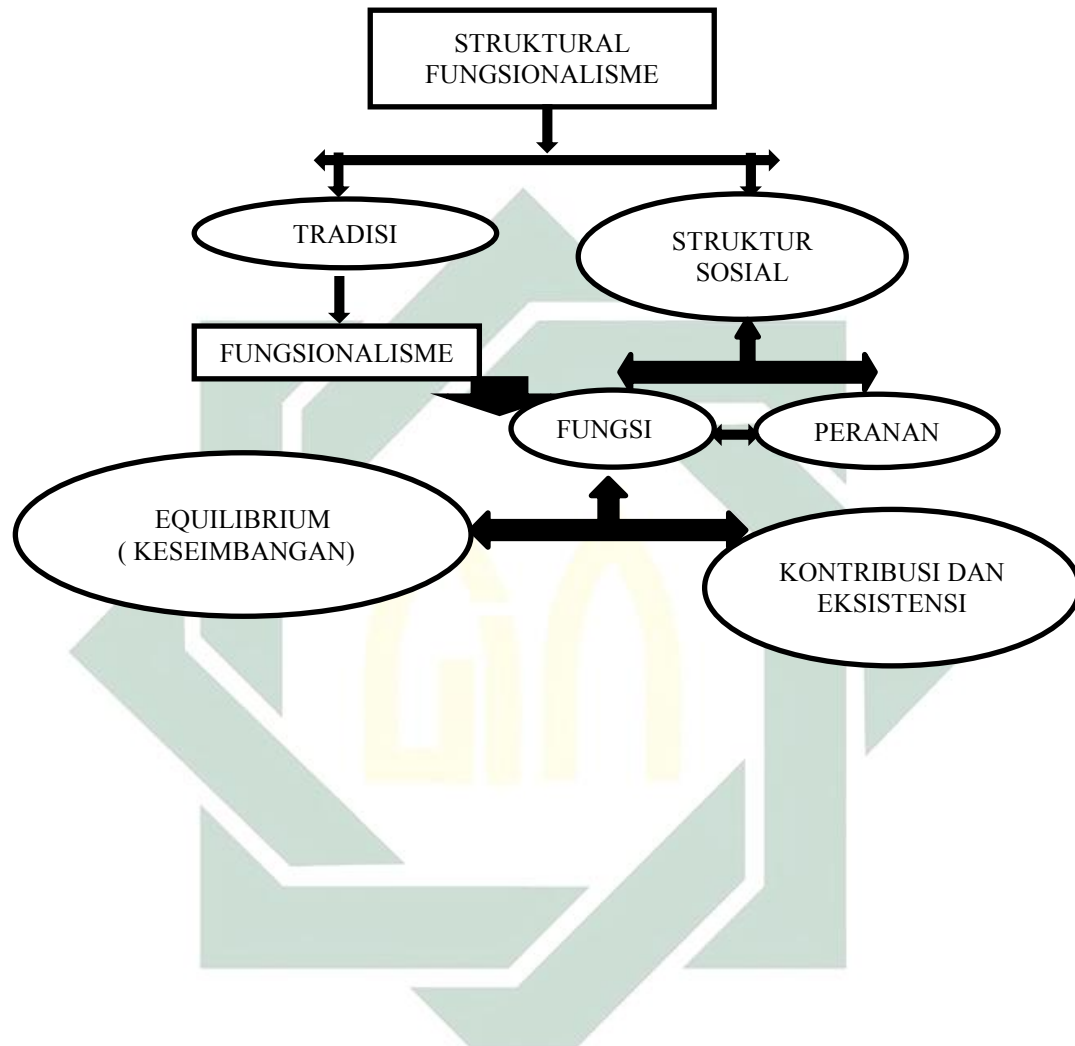 STRUKTURAL
FUNGSIONALISME
TRADISI
STRUKTUR
SOSIAL
FUNGSIONALISME
FUNGSI
PERANAN
EQUILIBRIUM
( KESEIMBANGAN)
KONTRIBUSI DAN
EKSISTENSI